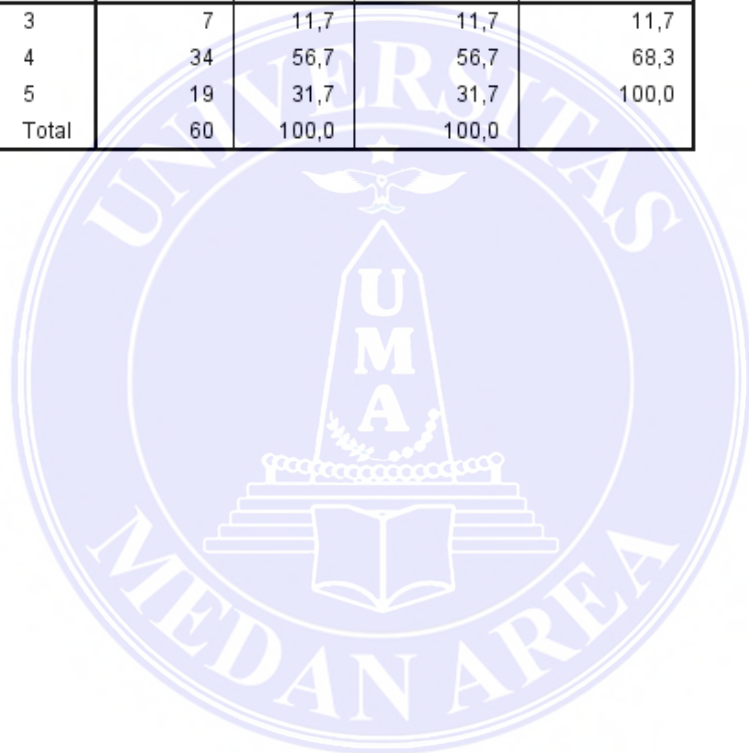 3 7 11,7 11,7 11,7
4 34 56,7 56,7 68,3
5 19 31,7 31,7 100,0
Total 60 100,0 100,0
UNIVERSITAS
UMA
MEDAN AREA